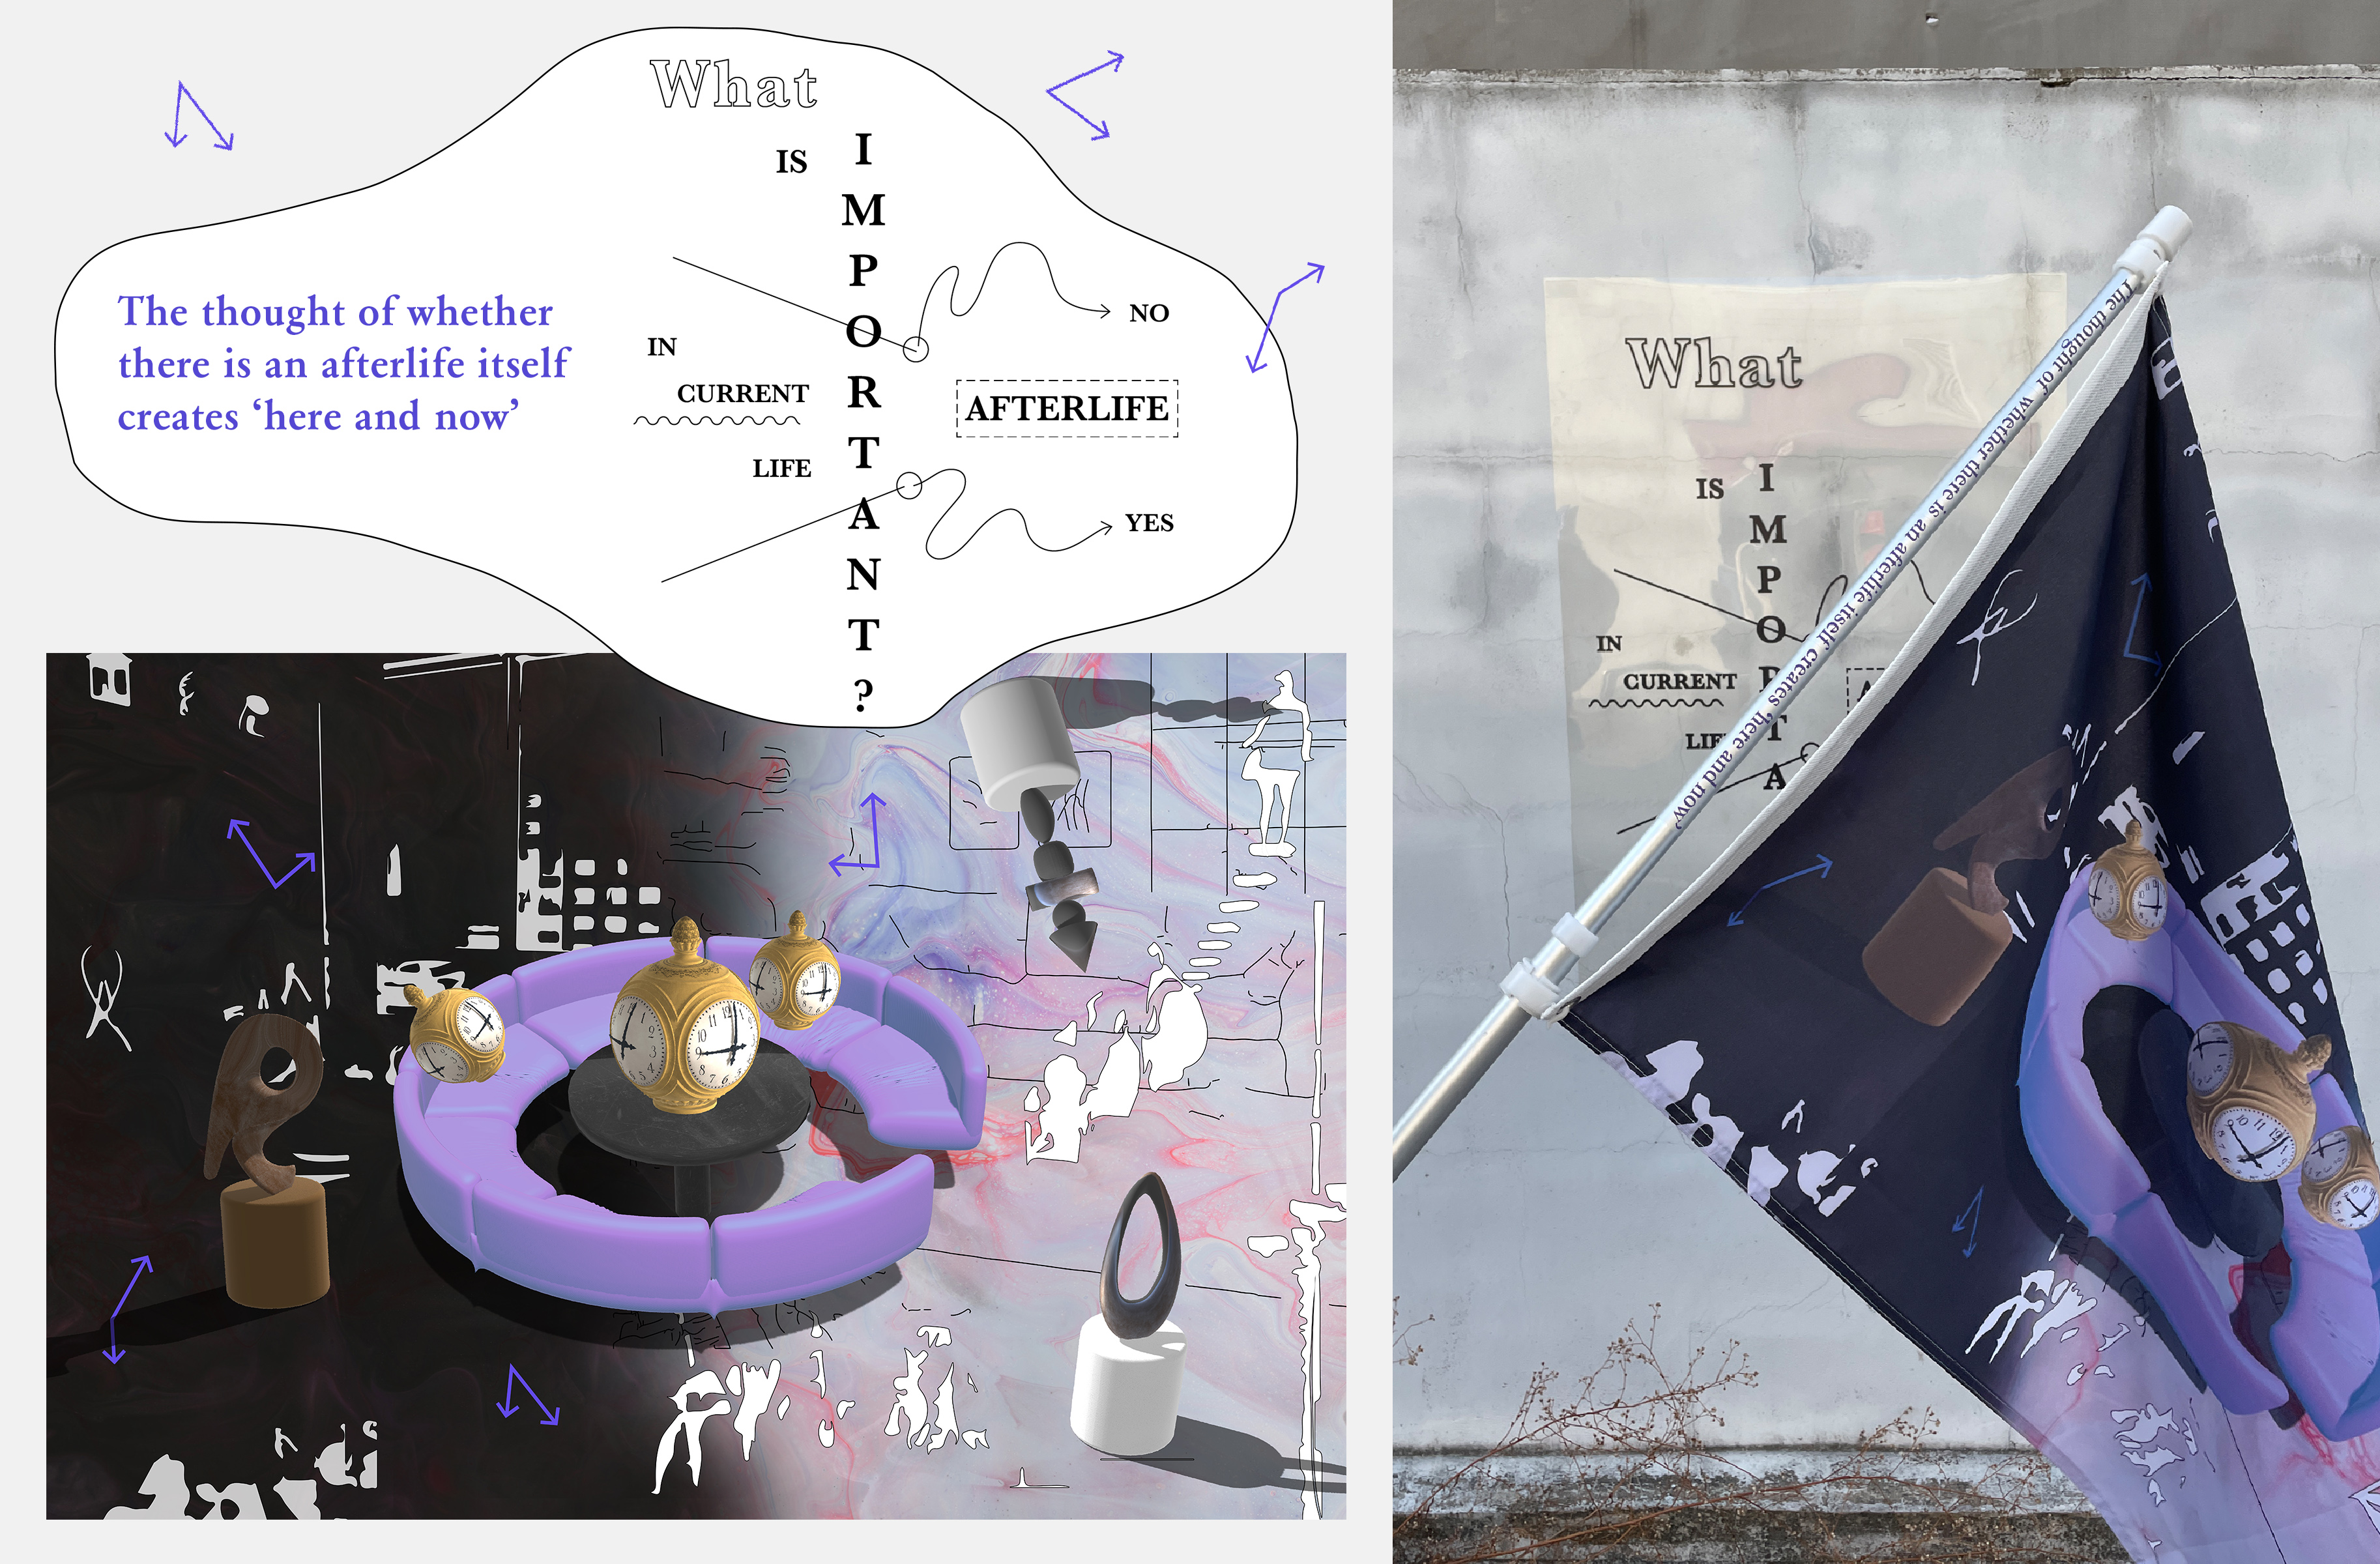 What
IS
IMPORTANT?
The thought of whether
there is an afterlife itself
creates ‘here and now’
IN
CURRENT
LIFE
NO
AFTERLIFE
YES
What
IS
IMPORTA
IN
CURRENT
The thought of whether there is an afterlife itself creates ‘here and now’